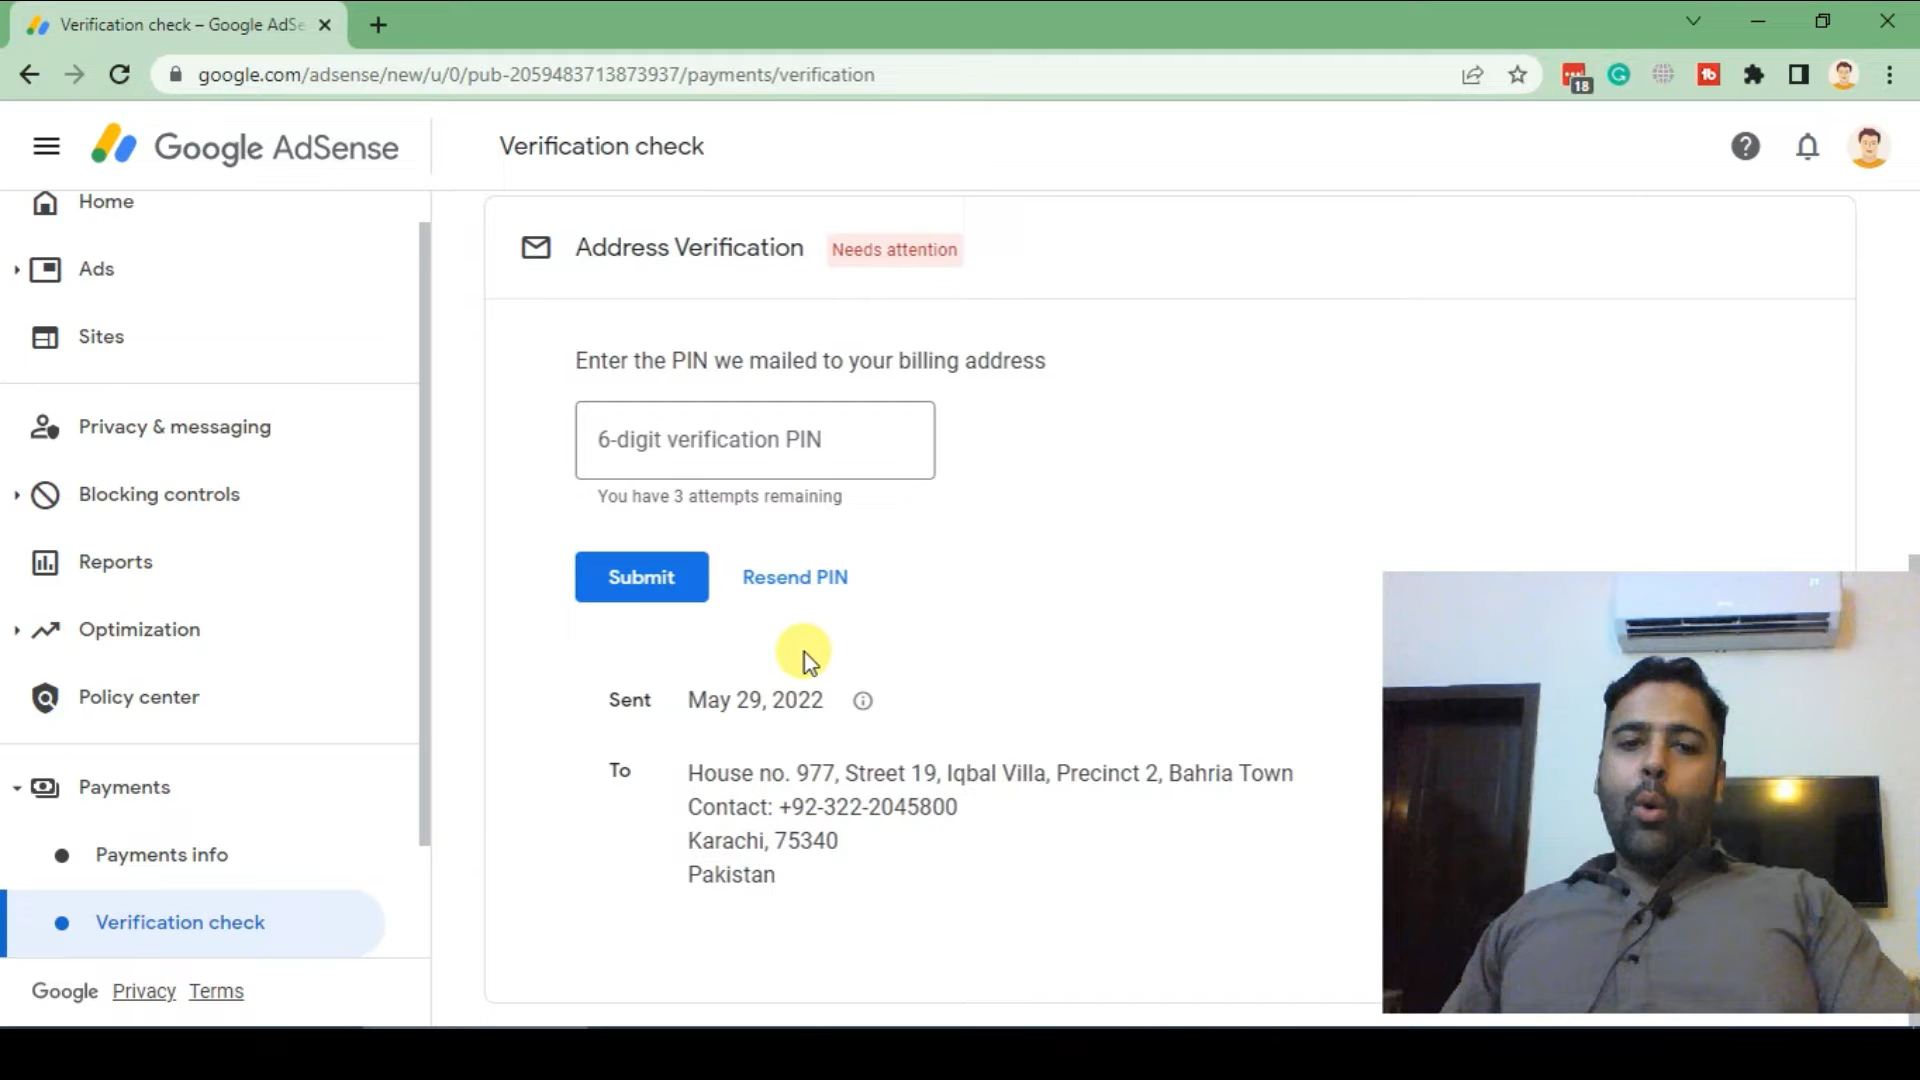 Verification check – Google AdSe
google.com/adsense/new/u/0/pub-2059483713873937/payments/verification
18
Google AdSense
Verification check
Home
Ads
Sites
Privacy & messaging
Blocking controls
Reports
Optimization
Policy center
Payments
Payments info
Verification check
Google Privacy Terms
Address Verification Needs attention
Enter the PIN we mailed to your billing address
6-digit verification PIN
You have 3 attempts remaining
Submit Resend PIN
Sent May 29, 2022
To House no. 977, Street 19, Iqbal Villa, Precinct 2, Bahria Town
Contact: +92-322-2045800
Karachi, 75340
Pakistan